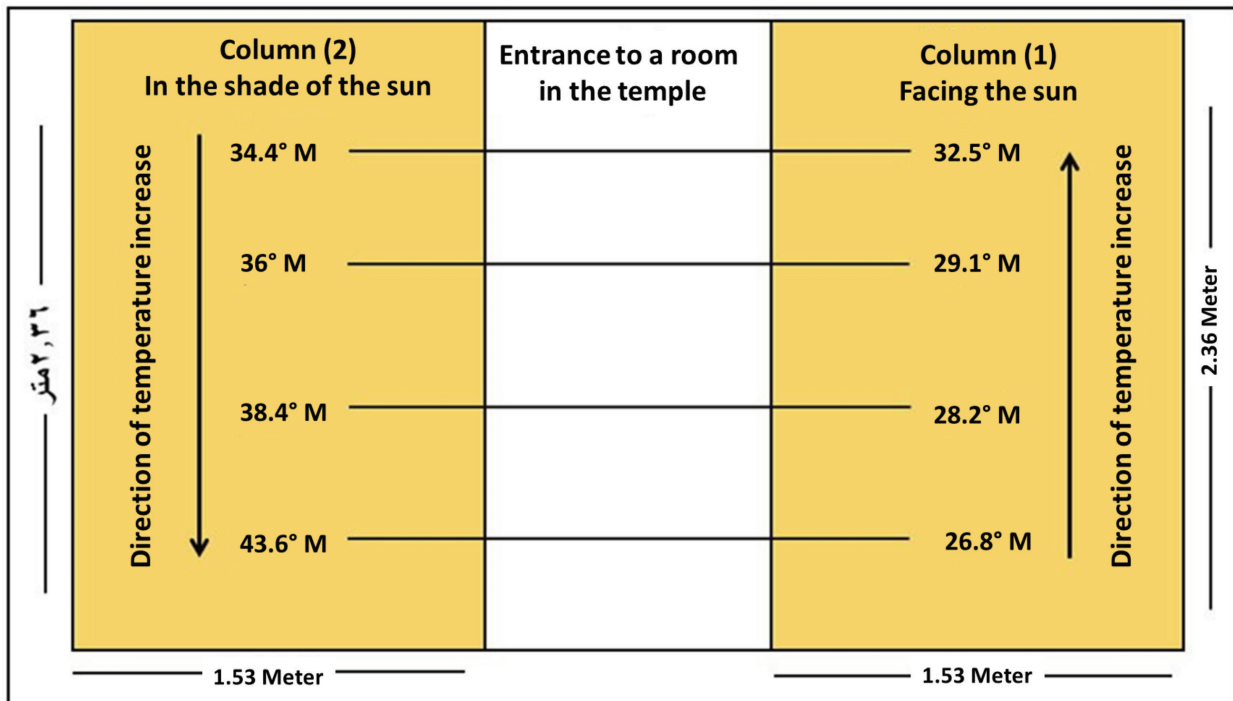 Column (2)
In the shade of the sun
Entrance to a room
in the temple
Column (1)
Facing the sun
Direction of temperature increase
34.4° M
36° M
38.4° M
43.6° M
32.5° M
29.1° M
28.2° M
26.8° M
Direction of temperature increase
٢,٣٦ متر
2.36 Meter
1.53 Meter
1.53 Meter